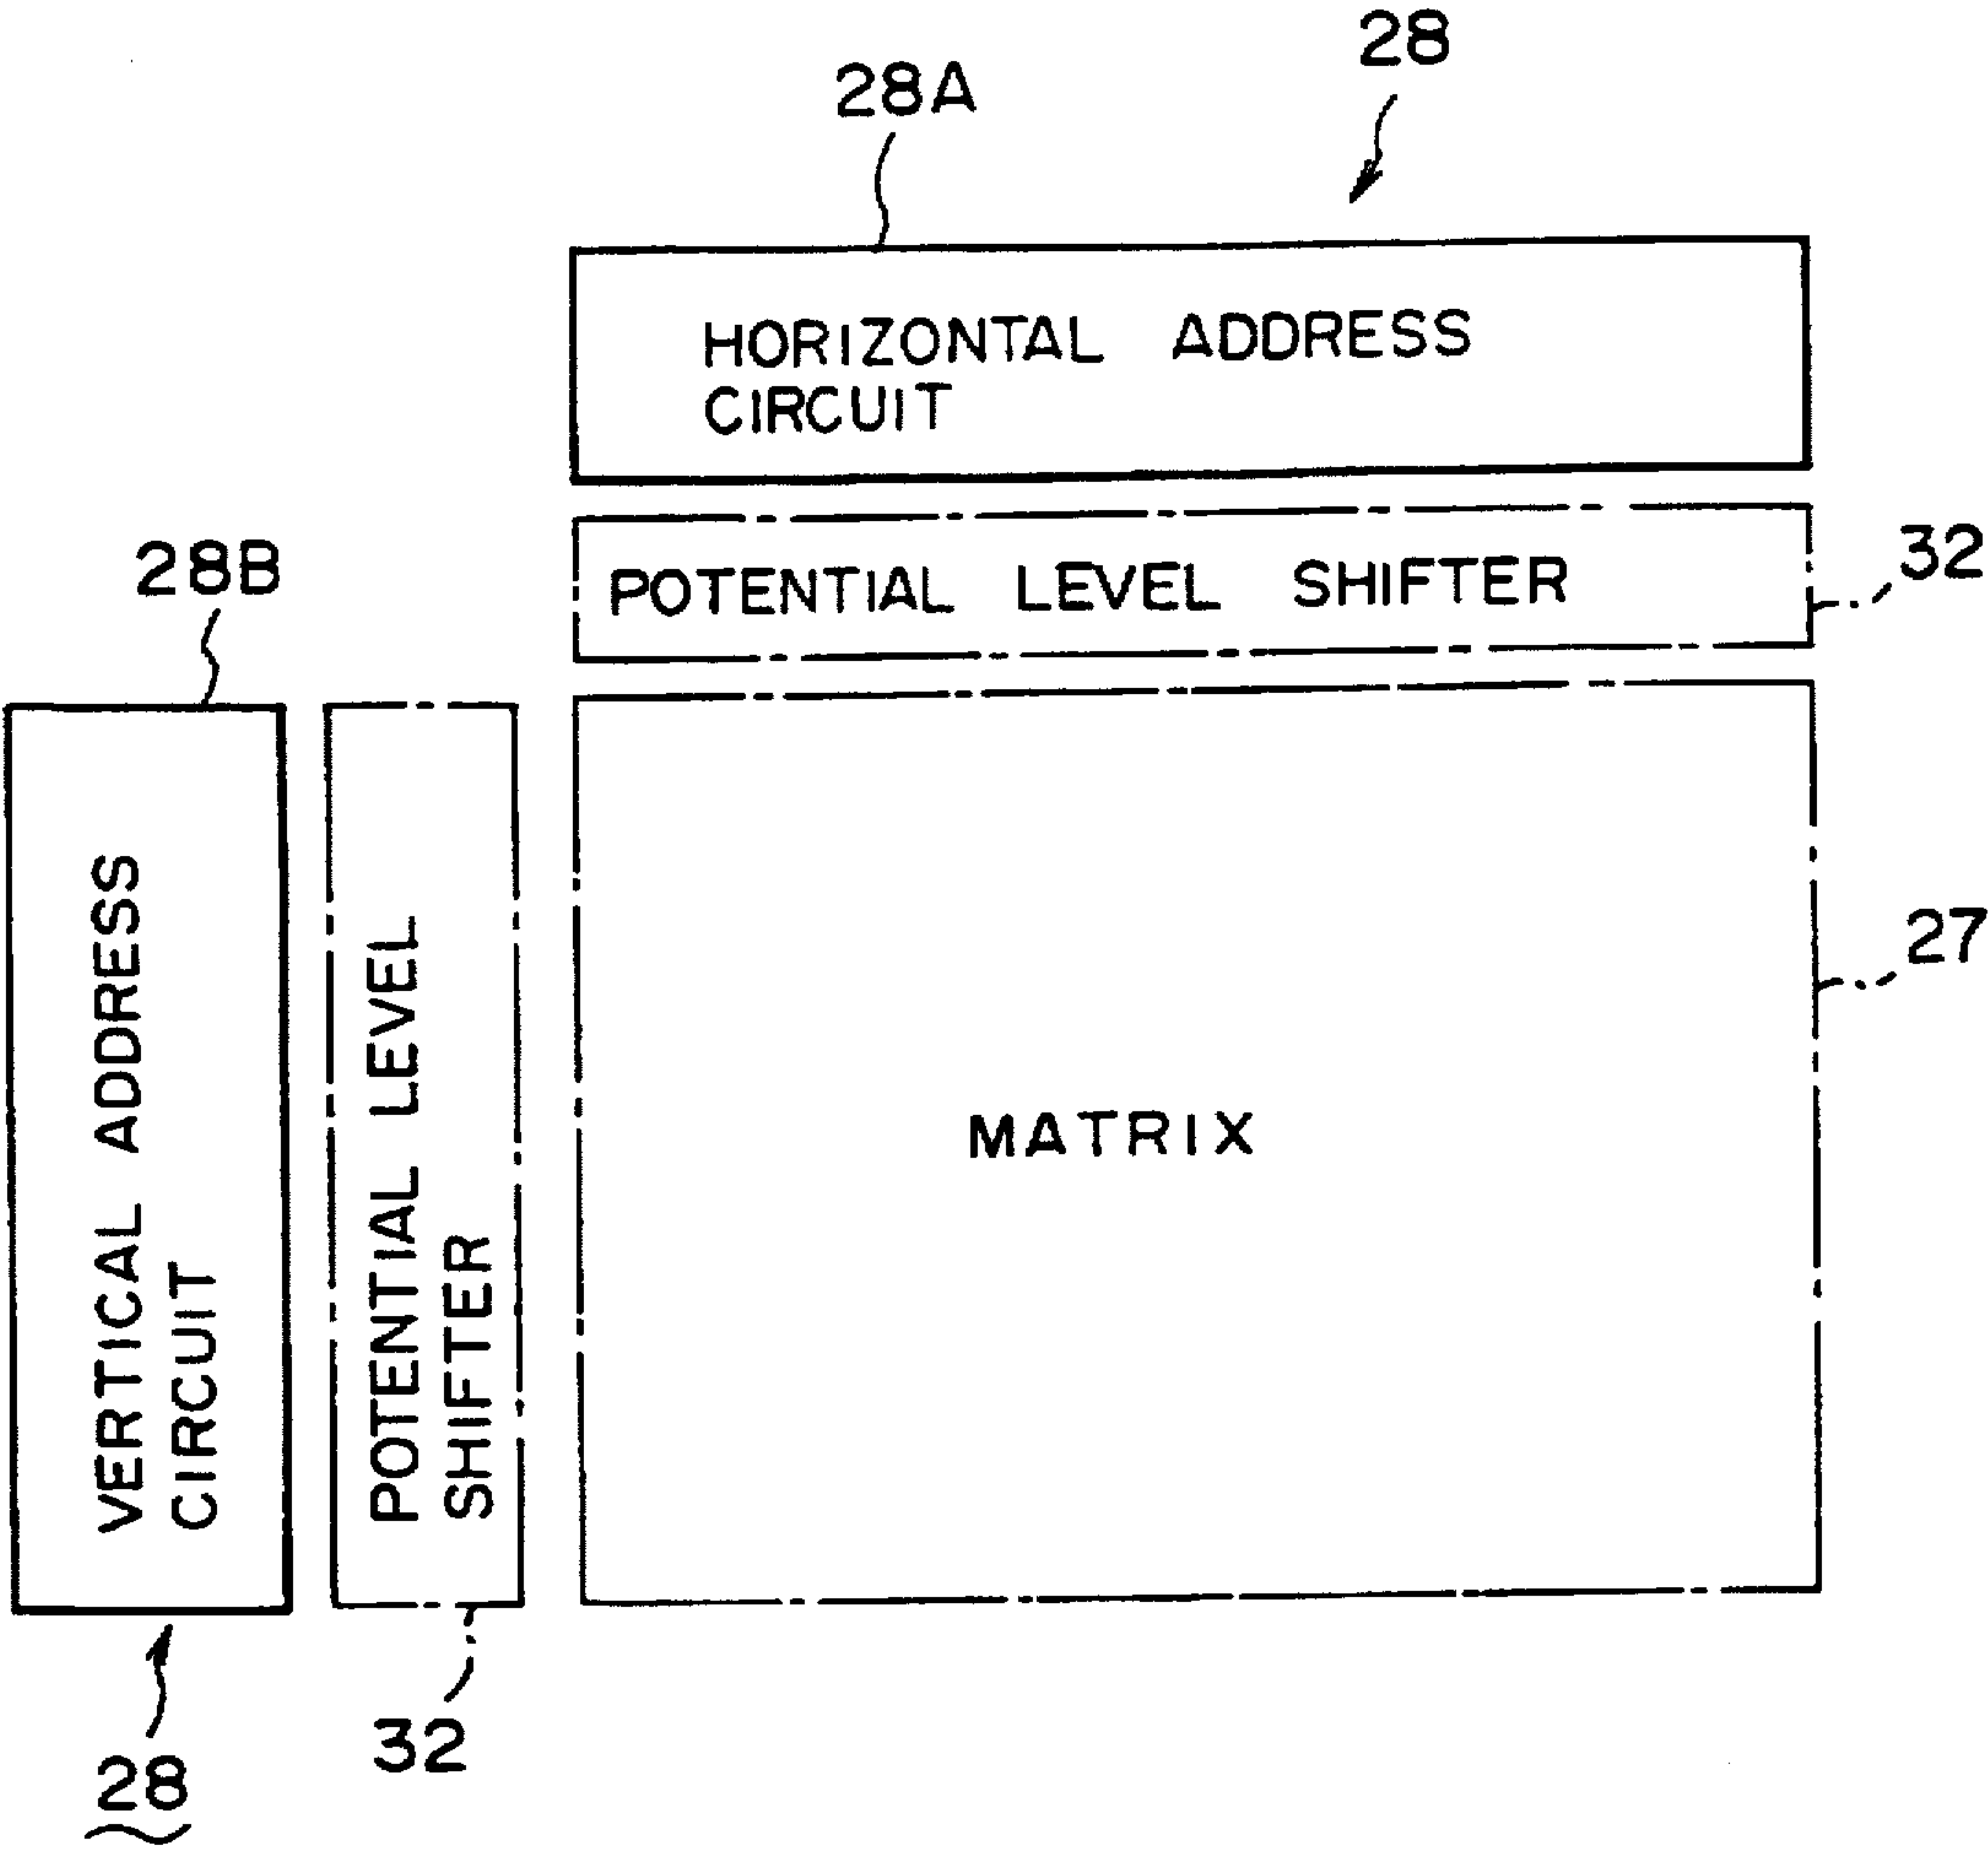 28
28A
HORIZONTAL ADDRESS
CIRCUIT
POTENTIAL LEVEL SHIFTER
32
28B
VERTICAL ADDRESS
CIRCUIT
POTENTIAL LEVEL
SHIFTER
MATRIX
27
32
28